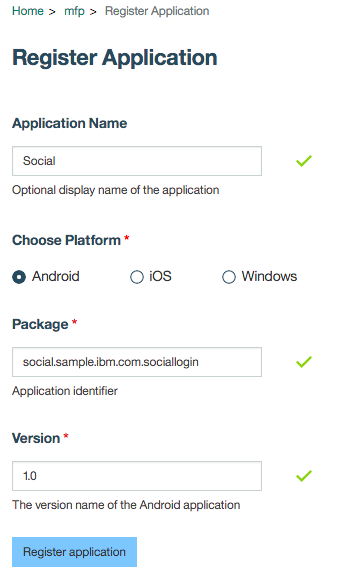 Home > mfp > Register Application
Register Application
Application Name
Social
Optional display name of the application
Choose Platform *
Android iOS Windows
Package *
social.sample.ibm.com.sociallogin
Application identifier
Version *
1.0
The version name of the Android application
Register application